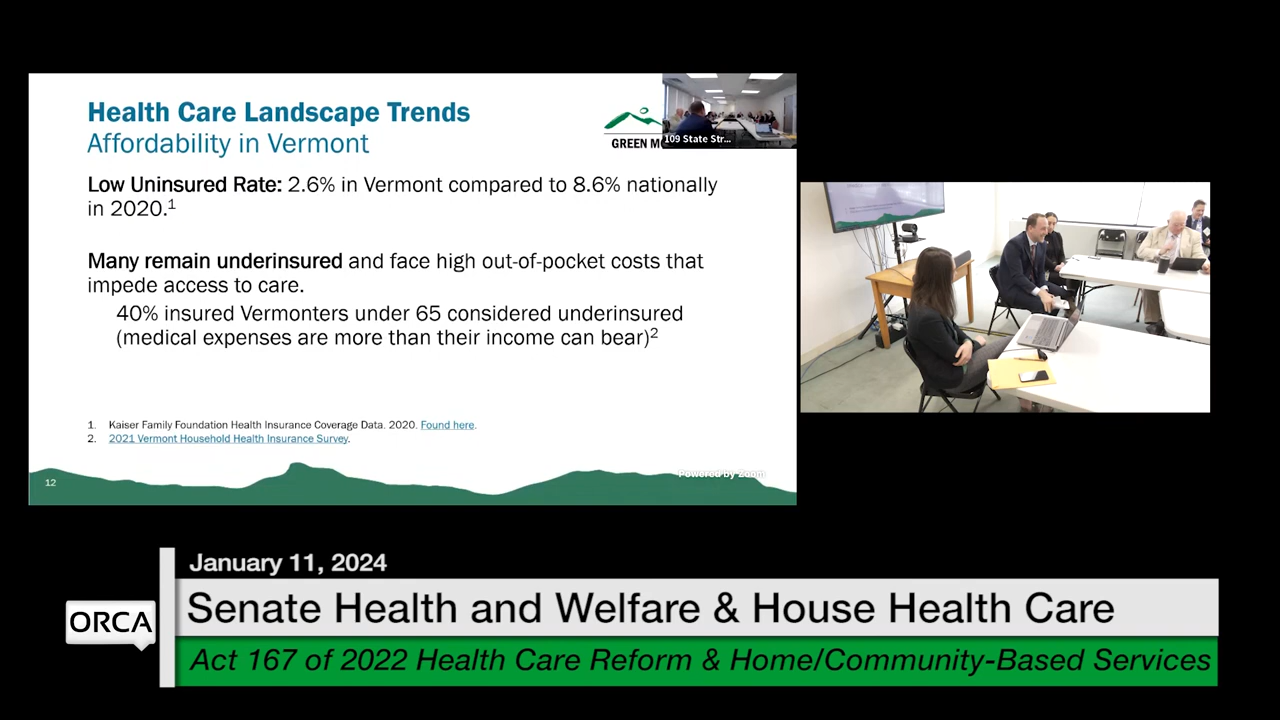 Health Care Landscape Trends
Affordability in Vermont
GREEN MO
109 State Str...
Low Uninsured Rate: 2.6% in Vermont compared to 8.6% nationally
in 2020.1
Many remain underinsured and face high out-of-pocket costs that
impede access to care.
40% insured Vermonters under 65 considered underinsured
(medical expenses are more than their income can bear)2
1. Kaiser Family Foundation Health Insurance Coverage Data. 2020. Found here.
2. 2021 Vermont Household Health Insurance Survey.
Powered by Zoom
12
January 11, 2024
ORCA
Senate Health and Welfare & House Health Care
Act 167 of 2022 Health Care Reform & Home/Community-Based Services